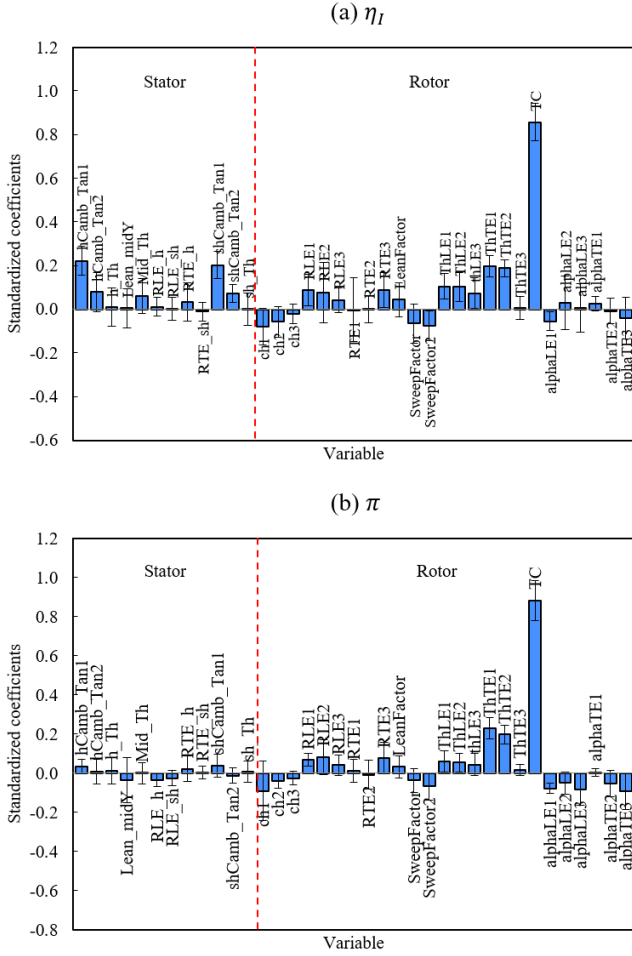 (a) η_I
1.2
1.0
0.8
0.6
0.4
0.2
0.0
-0.2
-0.4
-0.6
Standardized coefficients
Stator
Rotor
hCamb_Tan1
hCamb_Tan2
h_Th
Lean_midY
Mid_Th
RLE_h
RLE_sh
RTE_h
RTE_sh
shCamb_Tan1
shCamb_Tan2
sh_Th
ch1
ch2
ch3
RLE1
RLE2
RLE3
RTE1
RTE2
RTE3
LeanFactor
SweepFactor
SweepFactor2
ThLE1
ThLE2
thLE3
ThTE1
ThTE2
ThTE3
TC
alphaLE1
alphaLE2
alphaLE3
alphaTE1
alphaTE2
alphaTE3
Variable
(b) π
1.2
1.0
0.8
0.6
0.4
0.2
0.0
-0.2
-0.4
-0.6
-0.8
Standardized coefficients
Stator
Rotor
hCamb_Tan1
hCamb_Tan2
h_Th
Lean_midY
Mid_Th
RLE_h
RLE_sh
RTE_h
RTE_sh
shCamb_Tan1
shCamb_Tan2
sh_Th
ch1
ch2
ch3
RLE1
RLE2
RLE3
RTE1
RTE2
RTE3
LeanFactor
SweepFactor
SweepFactor2
ThLE1
ThLE2
thLE3
ThTE1
ThTE2
ThTE3
TC
alphaLE1
alphaLE2
alphaLE3
alphaTE1
alphaTE2
alphaTE3
Variable